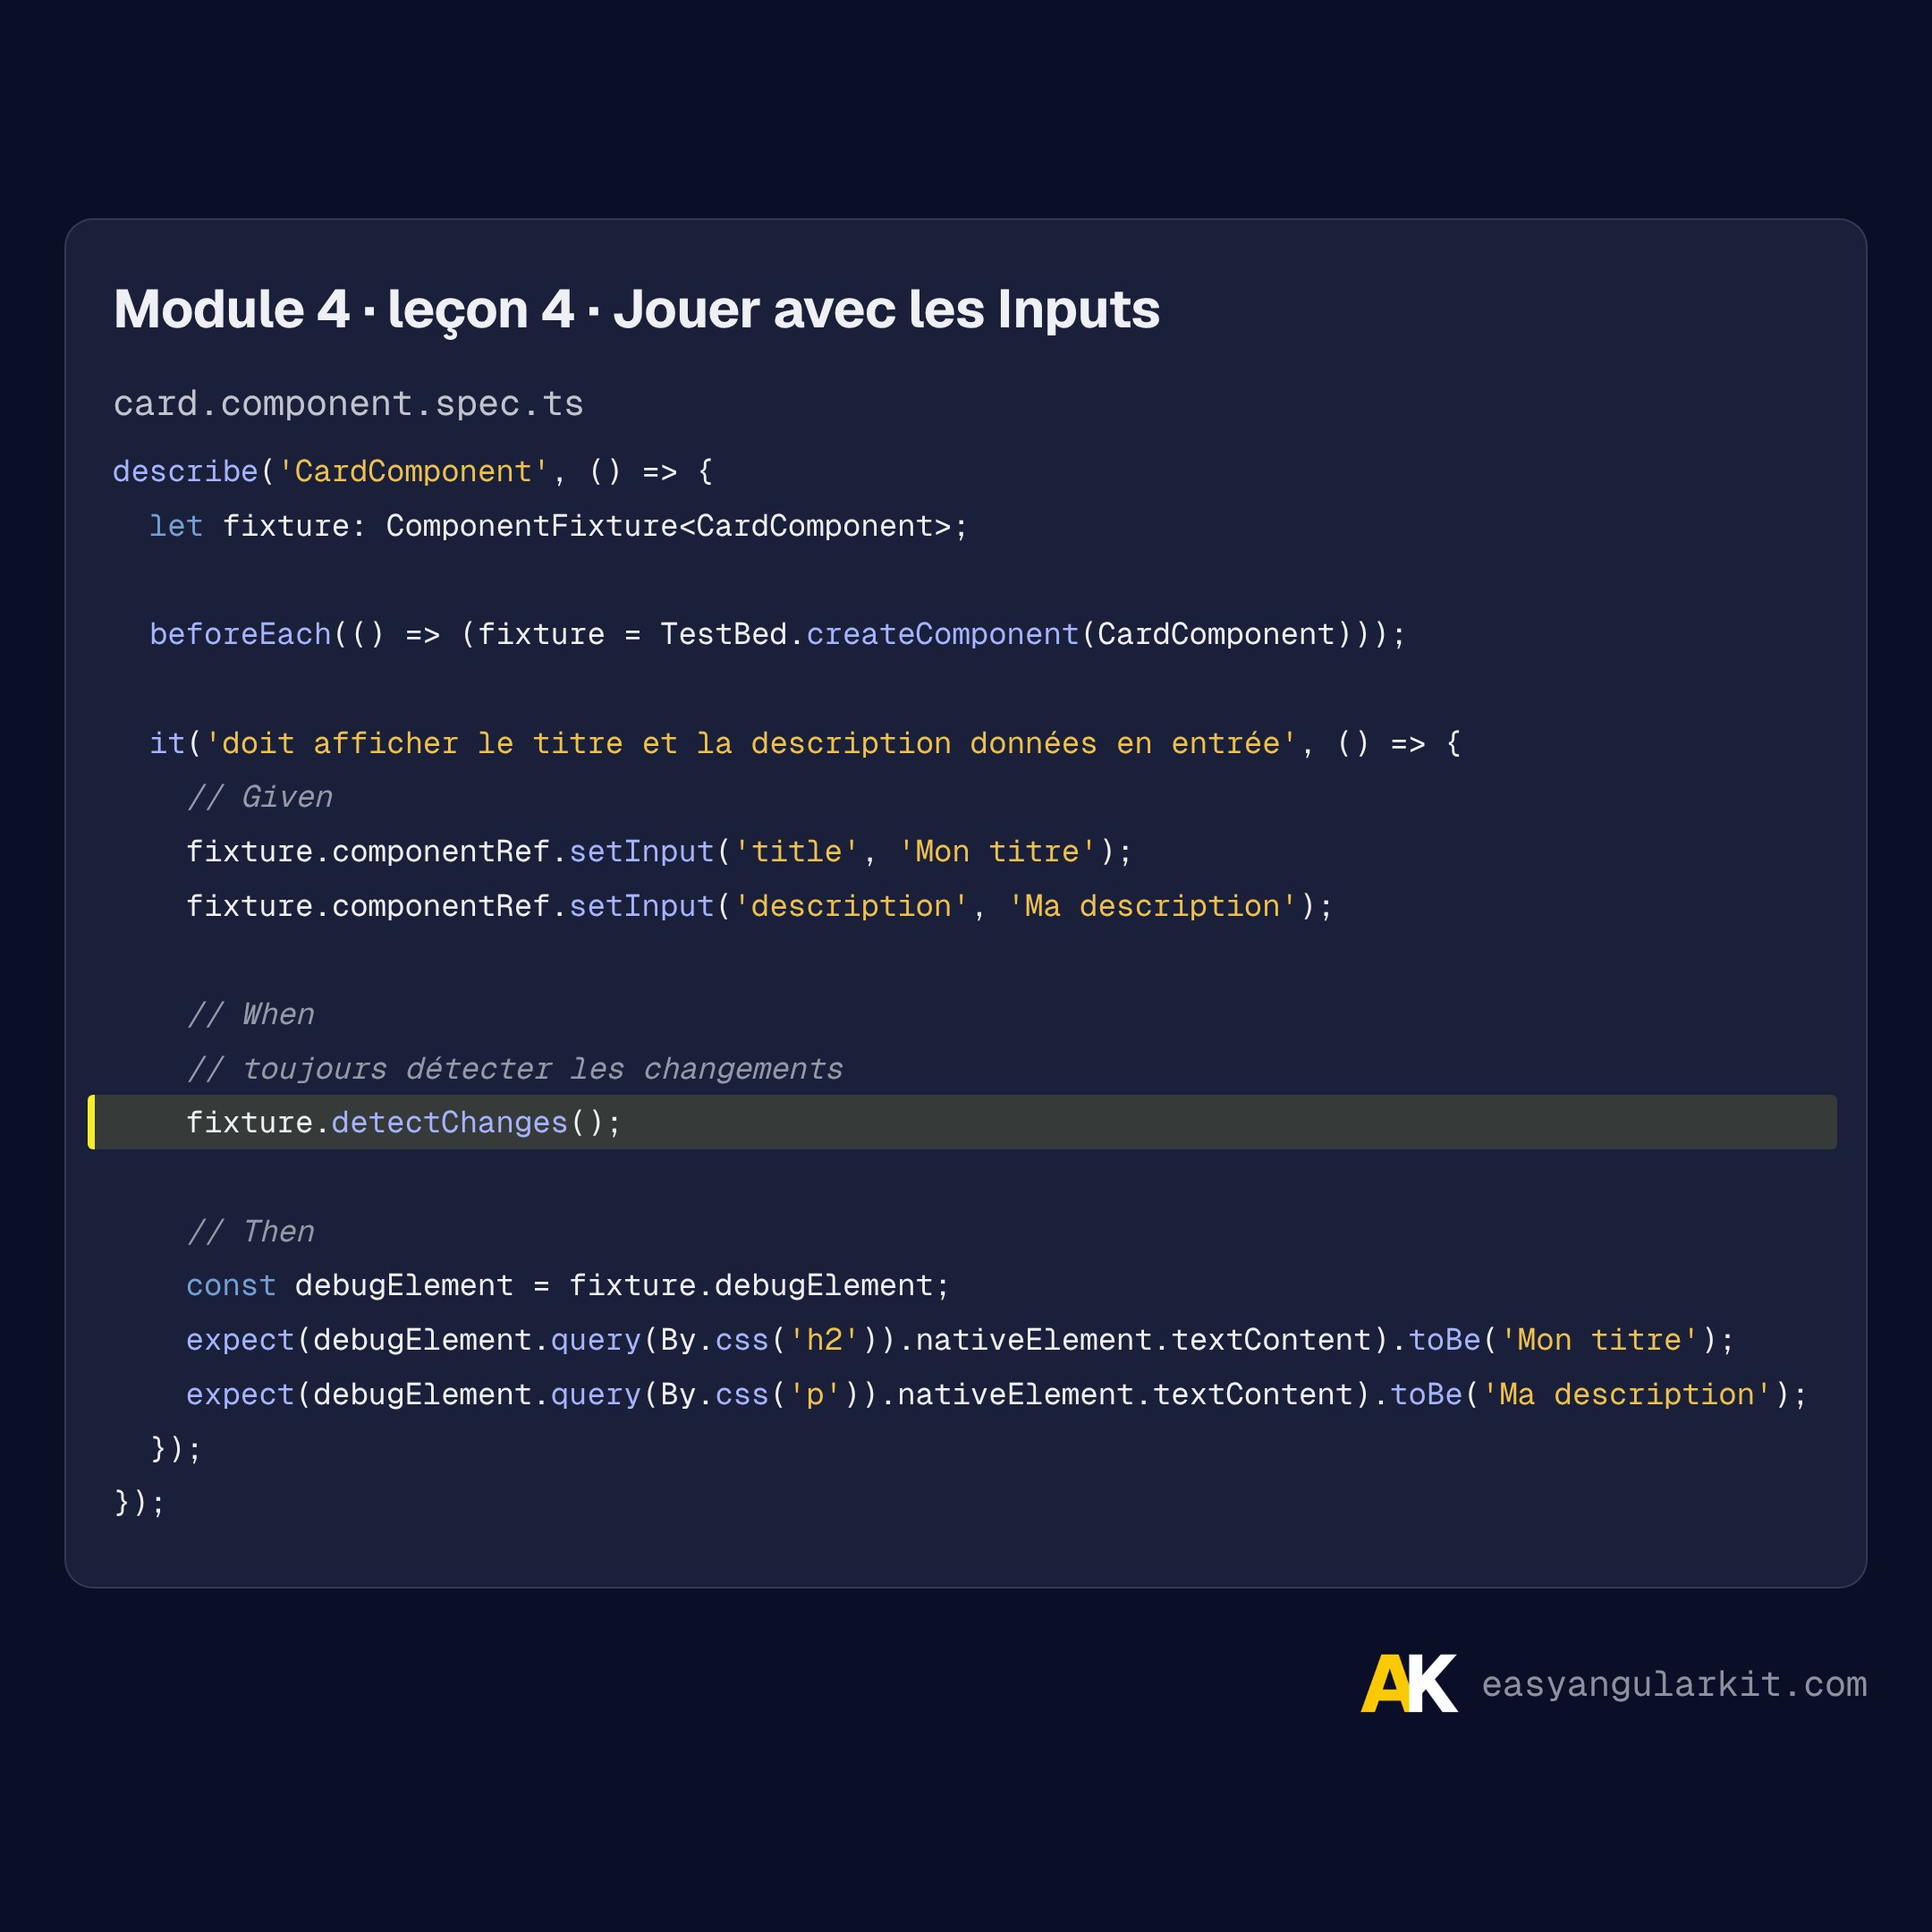 Module 4 · leçon 4 · Jouer avec les Inputs
card.component.spec.ts
describe('CardComponent', () => {
  let fixture: ComponentFixture<CardComponent>;
  beforeEach(() => (fixture = TestBed.createComponent(CardComponent)));
  it('doit afficher le titre et la description données en entrée', () => {
    // Given
    fixture.componentRef.setInput('title', 'Mon titre');
    fixture.componentRef.setInput('description', 'Ma description');
    // When
    // toujours détecter les changements
    fixture.detectChanges();
    // Then
    const debugElement = fixture.debugElement;
    expect(debugElement.query(By.css('h2')).nativeElement.textContent).toBe('Mon titre');
    expect(debugElement.query(By.css('p')).nativeElement.textContent).toBe('Ma description');
  });
});
AK easyangularkit.com